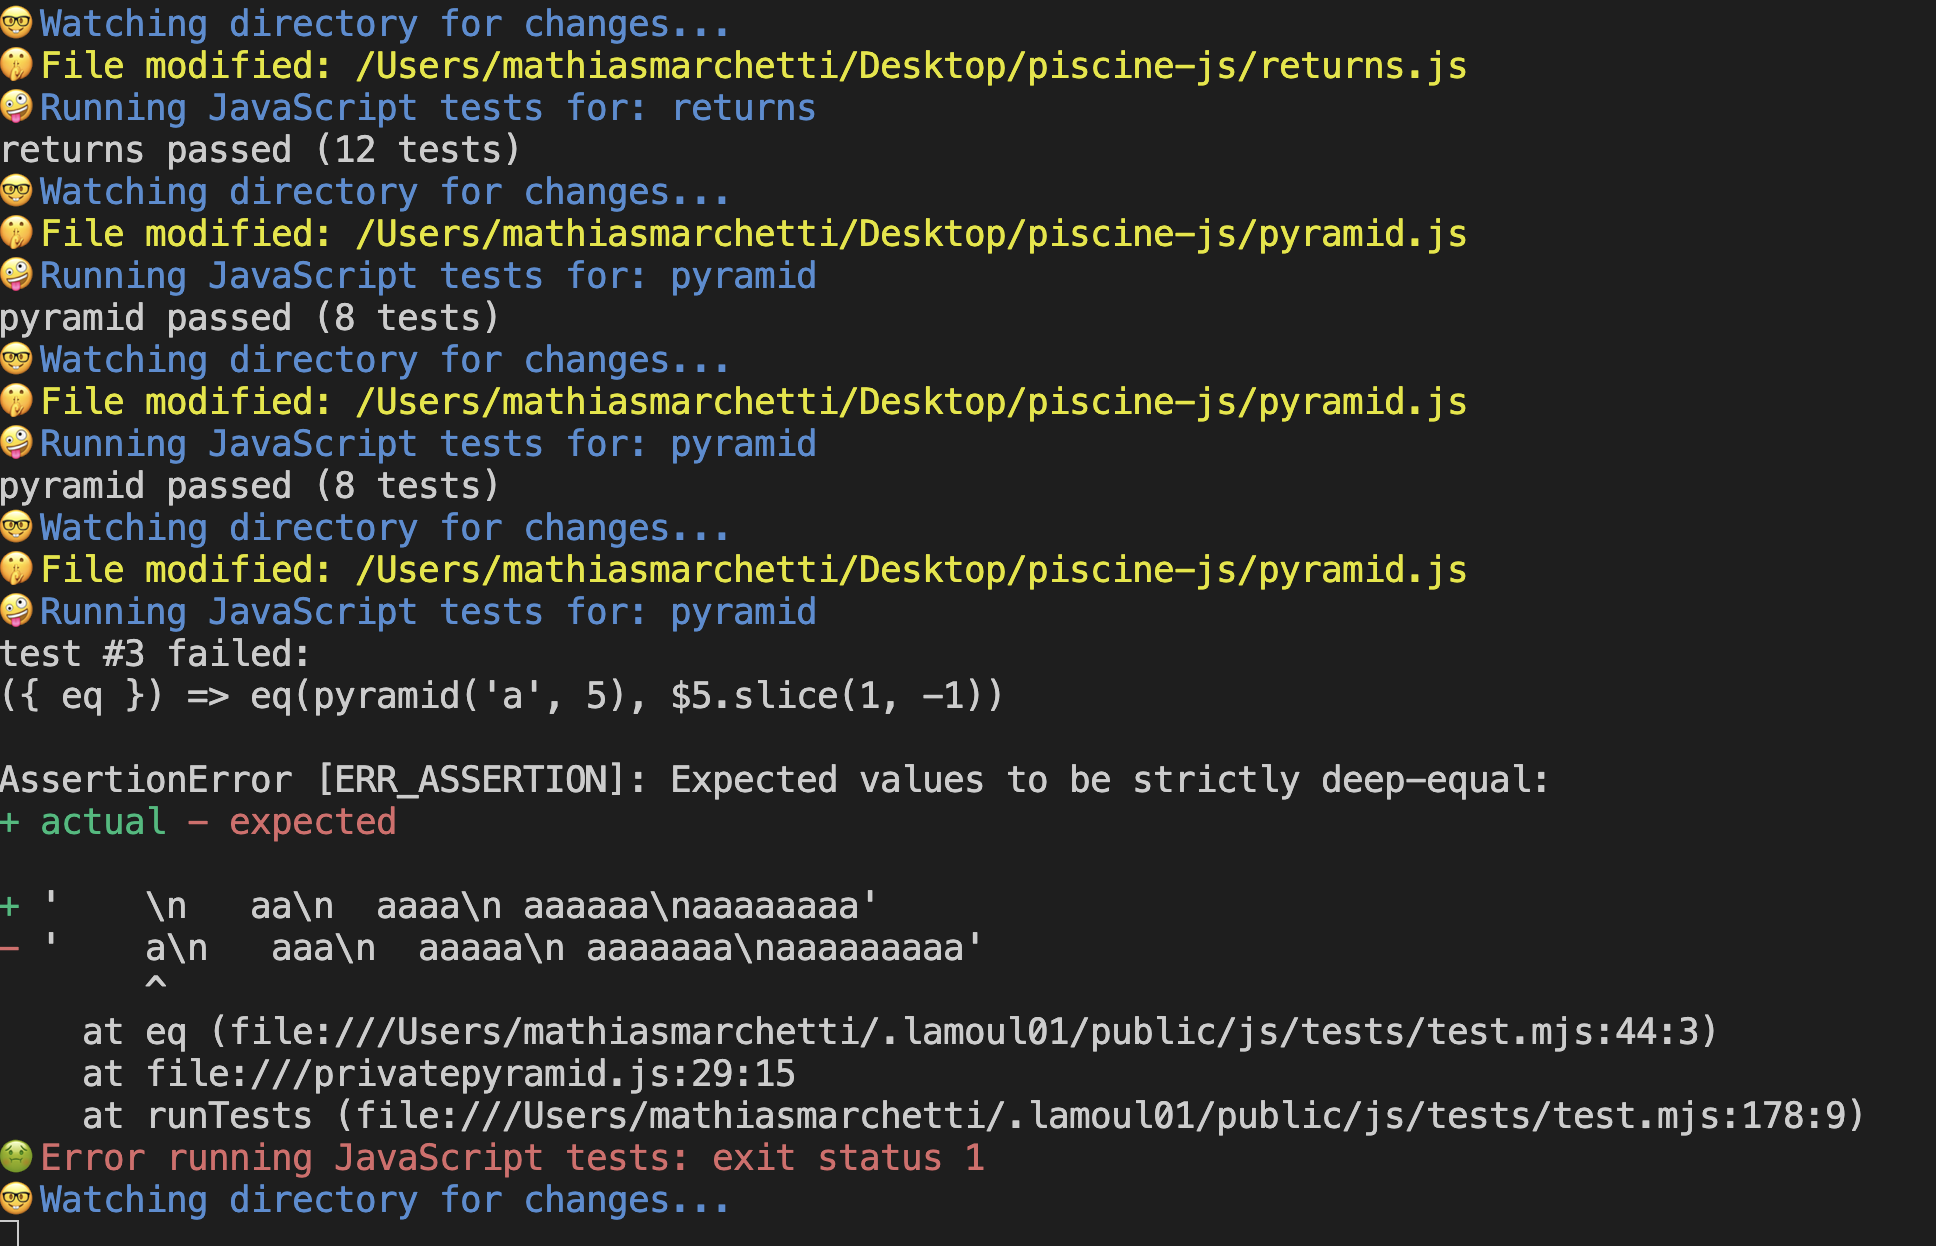 🤓Watching directory for changes...
🤫File modified: /Users/mathiasmarchetti/Desktop/piscine-js/returns.js
🤪Running JavaScript tests for: returns
returns passed (12 tests)
🤓Watching directory for changes...
🤫File modified: /Users/mathiasmarchetti/Desktop/piscine-js/pyramid.js
🤪Running JavaScript tests for: pyramid
pyramid passed (8 tests)
🤓Watching directory for changes...
🤫File modified: /Users/mathiasmarchetti/Desktop/piscine-js/pyramid.js
🤪Running JavaScript tests for: pyramid
pyramid passed (8 tests)
🤓Watching directory for changes...
🤫File modified: /Users/mathiasmarchetti/Desktop/piscine-js/pyramid.js
🤪Running JavaScript tests for: pyramid
test #3 failed:
({ eq }) => eq(pyramid('a', 5), $5.slice(1, -1))

AssertionError [ERR_ASSERTION]: Expected values to be strictly deep-equal:
+ actual - expected

+ '    \n   aa\n  aaaa\n aaaaaa\naaaaaaaa'
- '    a\n   aaa\n  aaaaa\n aaaaaaa\naaaaaaaaa'
       ^
    at eq (file:///Users/mathiasmarchetti/.lamoul01/public/js/tests/test.mjs:44:3)
    at file:///privatepyramid.js:29:15
    at runTests (file:///Users/mathiasmarchetti/.lamoul01/public/js/tests/test.mjs:178:9)
🤢Error running JavaScript tests: exit status 1
🤓Watching directory for changes...